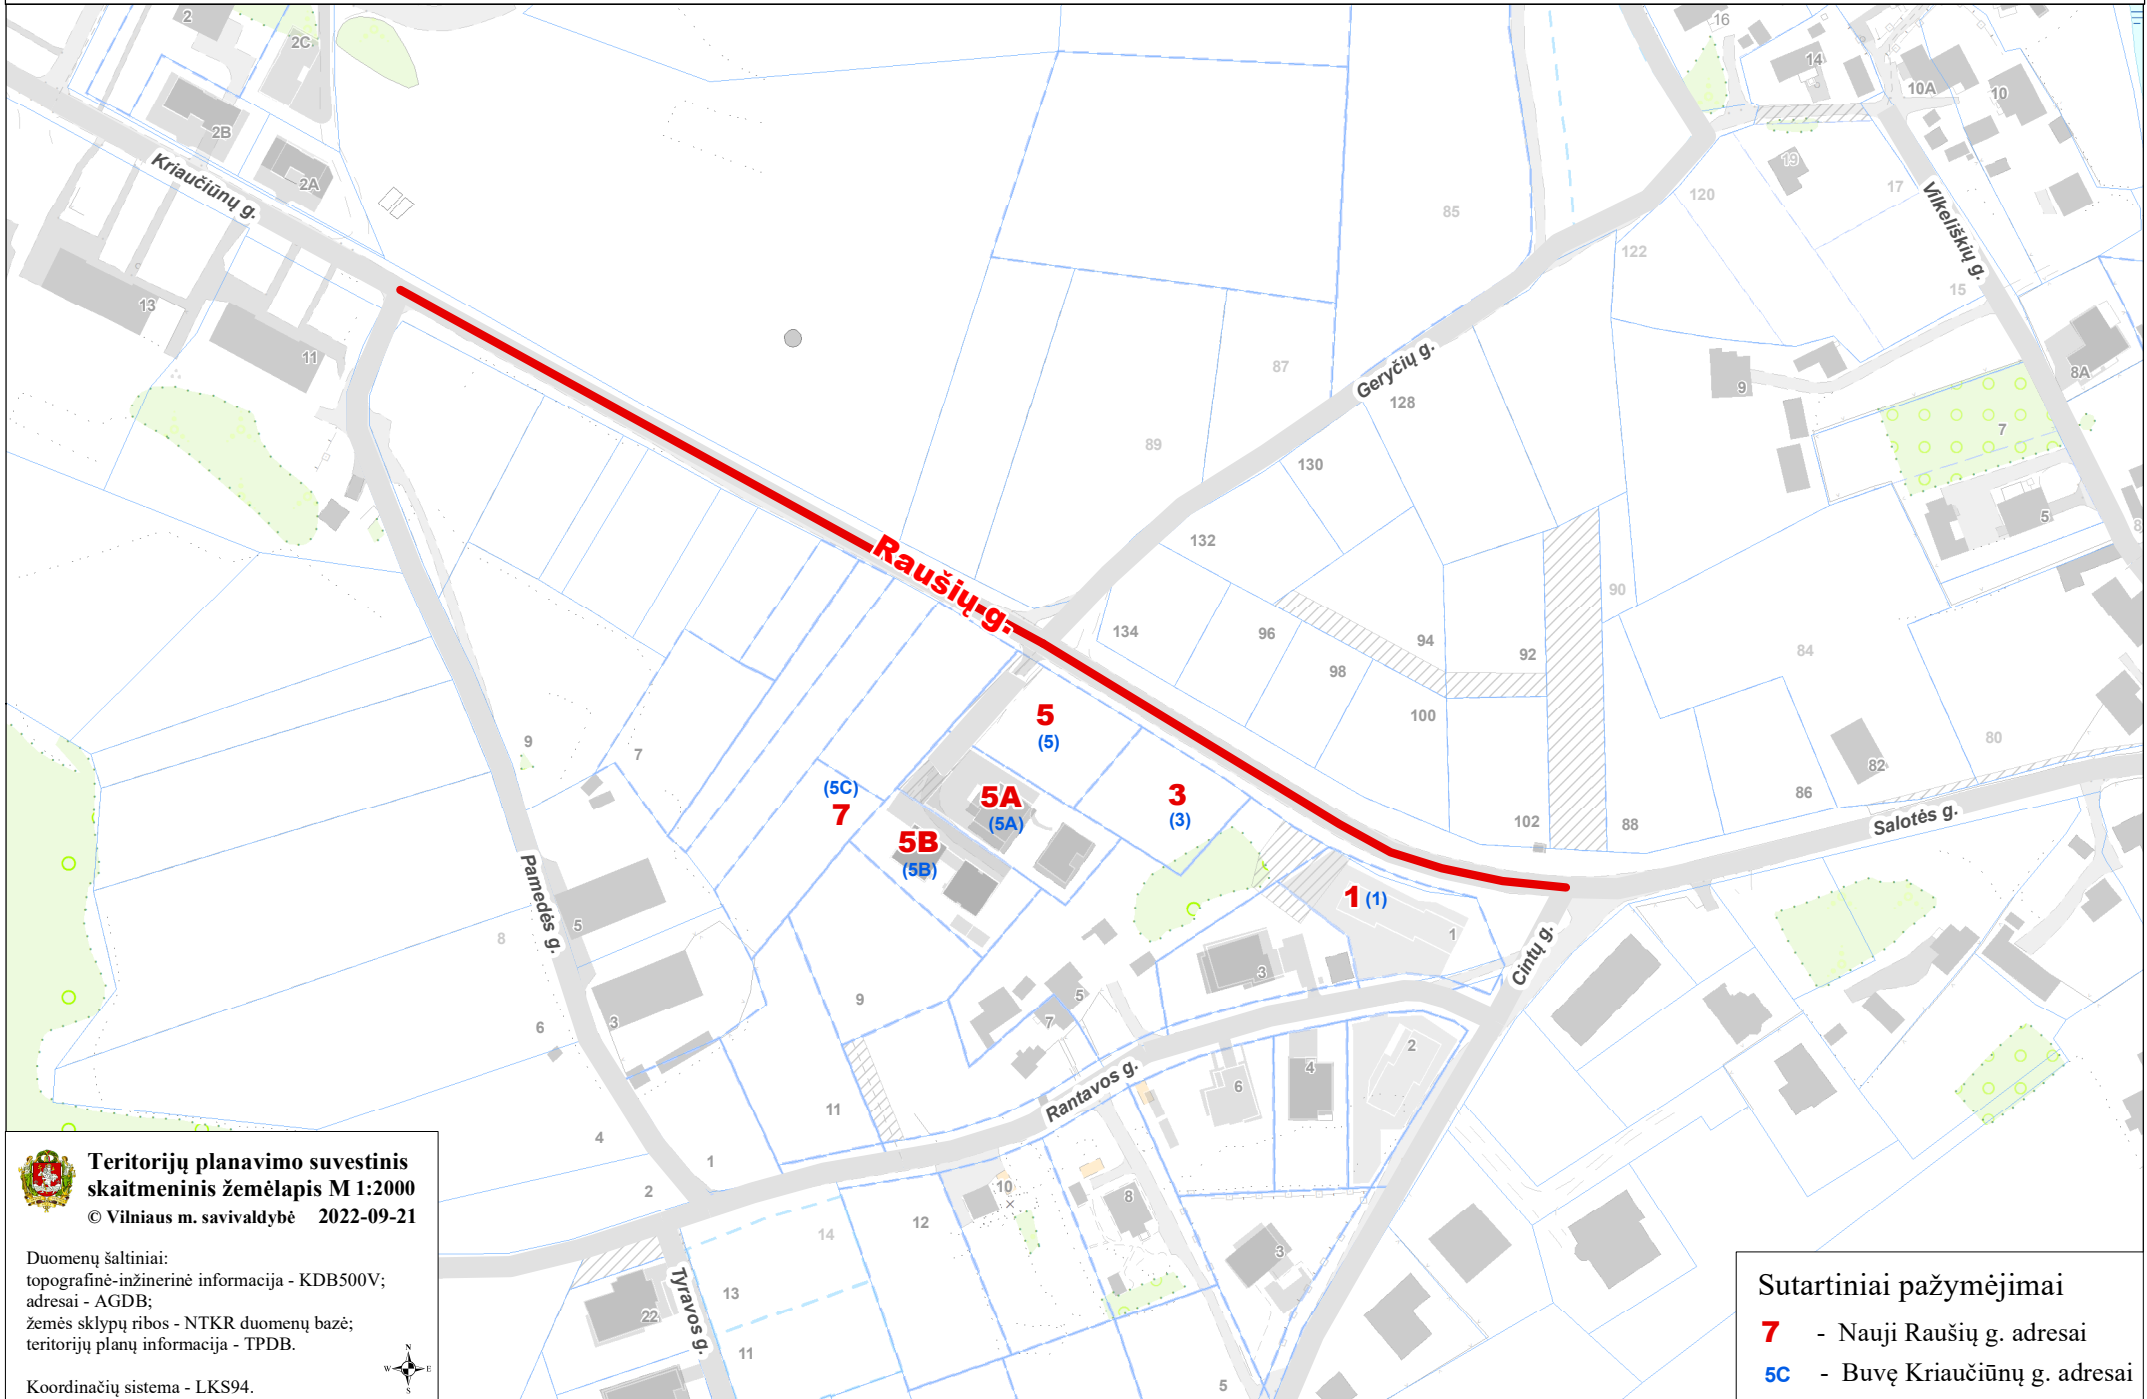 2
2C
2B
2A
Kriaučiūnų g.
13
11
16
14
10A
10
19
17
120
122
85
Vilkeliškių g.
15
8A
9
7
5
8
87
89
Geryčių g.
128
130
132
134
96
98
94
92
90
100
102
88
84
80
82
86
Salotės g.
Raušių g.
5
(5)
5A
(5A)
3
(3)
(5C)
7
5B
(5B)
1 (1)
1
9
7
Pamedės g.
5
8
3
6
4
2
1
9
11
3
5
7
Cintų g.
Rantavos g.
2
4
6
8
10
12
14
13
11
22
Tyravos g.
3
5
Teritorijų planavimo suvestinis
skaitmeninis žemėlapis M 1:2000
© Vilniaus m. savivaldybė 2022-09-21
Duomenų šaltiniai:
topografinė-inžinerinė informacija - KDB500V;
adresai - AGDB;
žemės sklypų ribos - NTKR duomenų bazė;
teritorijų planų informacija - TPDB.
Koordinačių sistema - LKS94.
N
W E
S
Sutartiniai pažymėjimai
7 - Nauji Raušių g. adresai
5C - Buvę Kriaučiūnų g. adresai